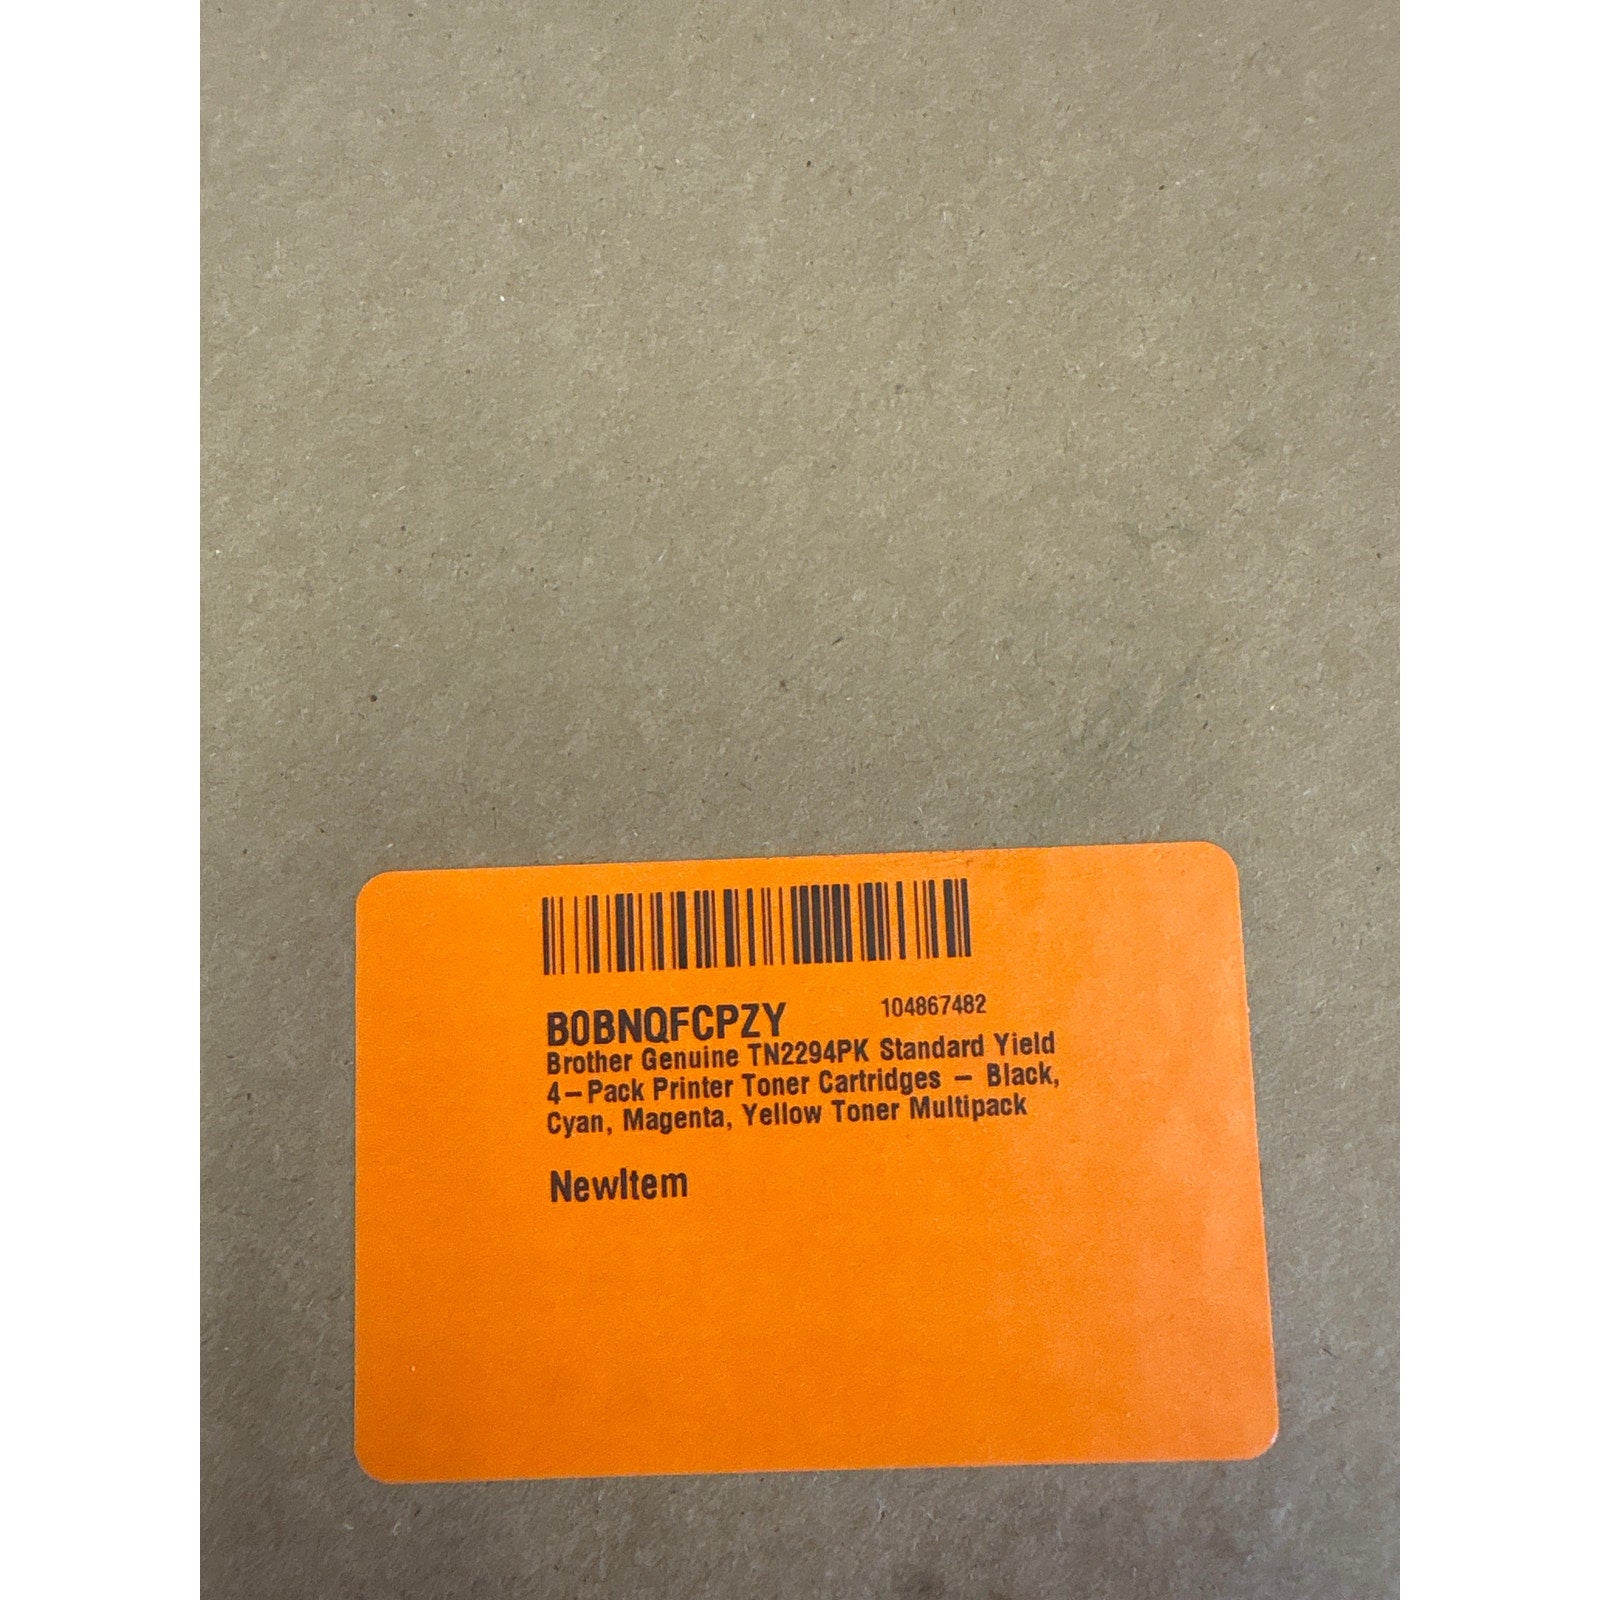 B0BNQFCPZY 104867482
Brother Genuine TN2294PK Standard Yield
4-Pack Printer Toner Cartridges - Black,
Cyan, Magenta, Yellow Toner Multipack
NewItem